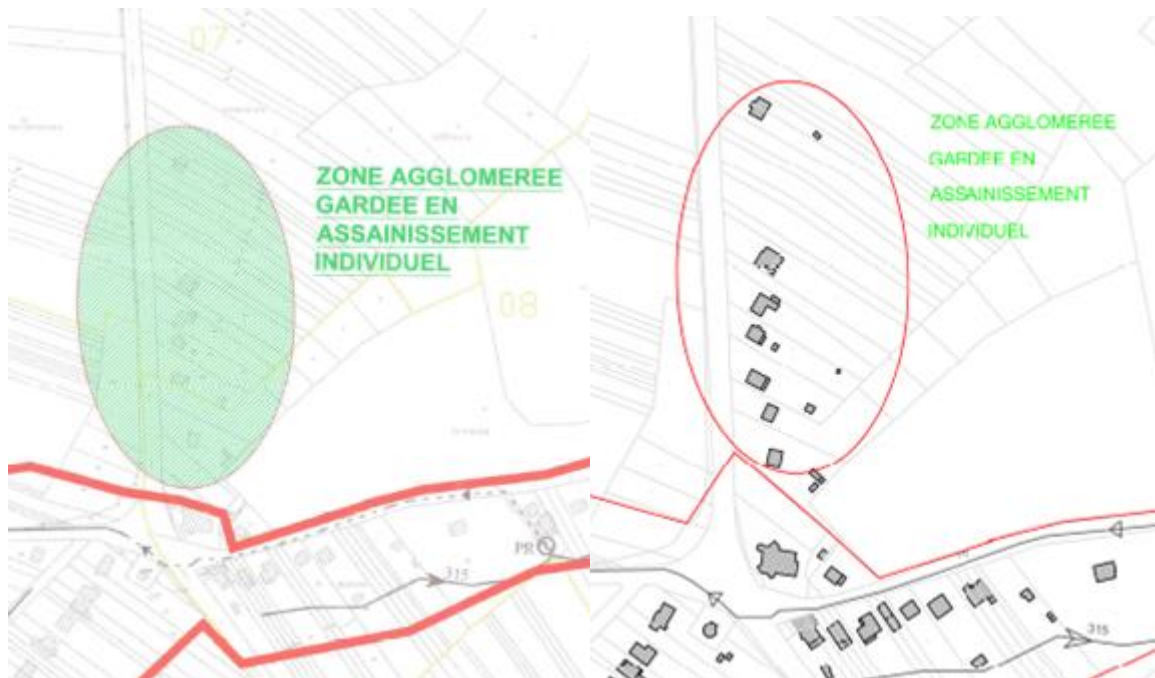 07
ZONE AGGLOMEREE
GARDEE EN
ASSAINISSEMENT
INDIVIDUEL
08
PR
315
ZONE AGGLOMEREE
GARDEE EN
ASSAINISSEMENT
INDIVIDUEL
315